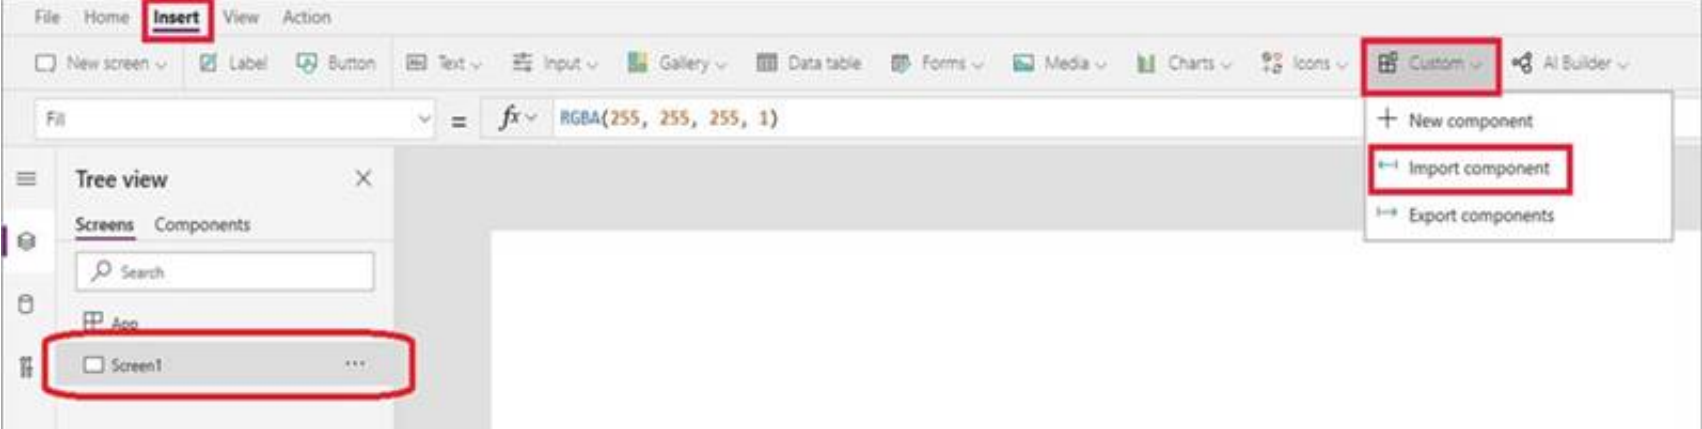 File Home Insert View Action
New screen Label Button Text Input Gallery Data table Forms Media Charts Icons Custom AI Builder
Fill = fx RGBA(255, 255, 255, 1)
New component
Import component
Export components
Tree view
Screens Components
Search
App
Screen1